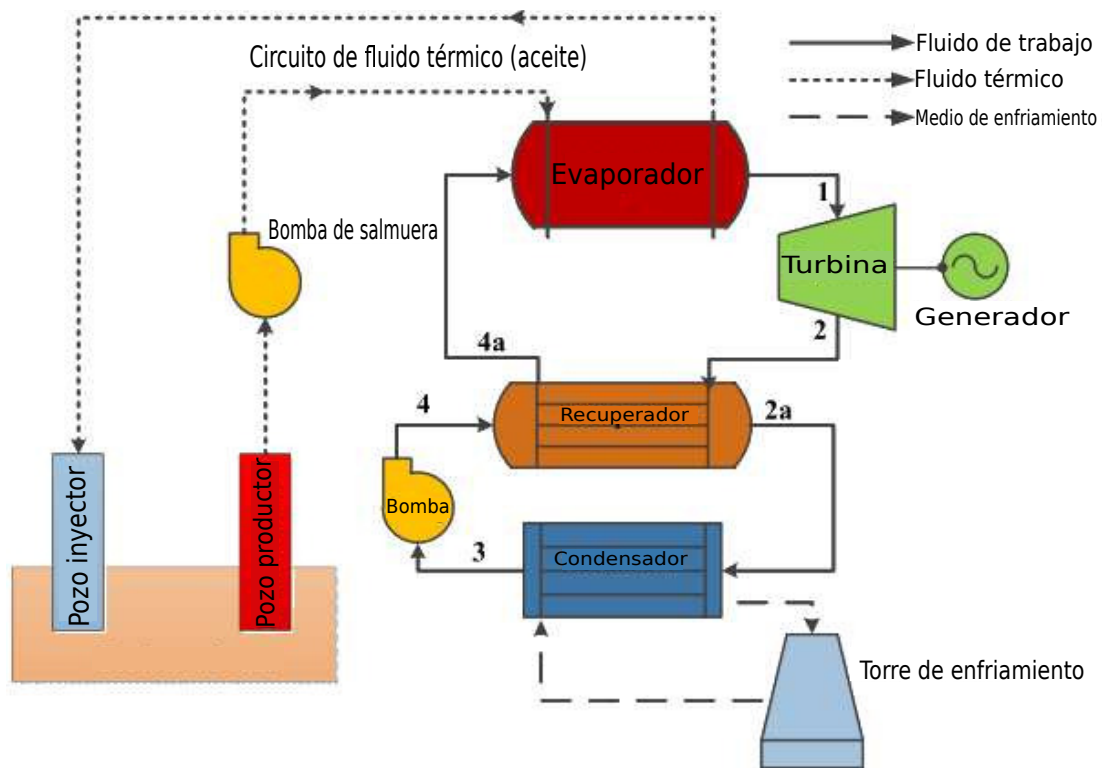 Circuito de fluido térmico (aceite)
Fluido de trabajo
Fluido térmico
Medio de enfriamiento
Evaporador
1
Bomba de salmuera
Turbina
Generador
2
4a
Recuperador
4
2a
Bomba
3
Condensador
Pozo inyector
Pozo productor
Torre de enfriamiento